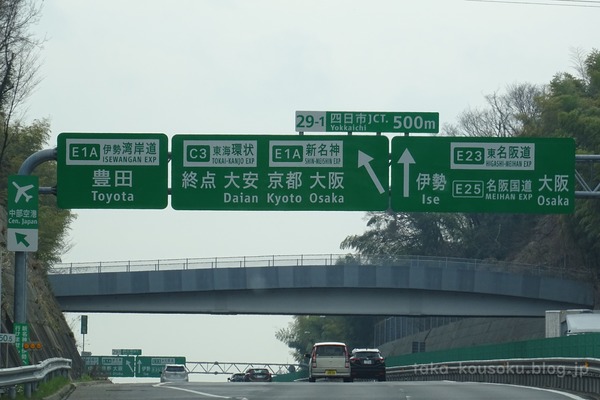 29-1 四日市JCT. 500m
Yokkaichi
E1A 伊勢湾岸道
ISEWANGAN EXP
豊田
Toyota
C3 東海環状 E1A 新名神
TOKAI-KANJO EXP SHIN-MEISHIN EXP
終点 大安 京都 大阪
Daian Kyoto Osaka
E23 東名阪道
HIGASHI-MEIHAN EXP
伊勢 E25 名阪国道 大阪
Ise MEIHAN EXP Osaka
中部空港
Cen. Japan
taka-kousoku.blog.jp